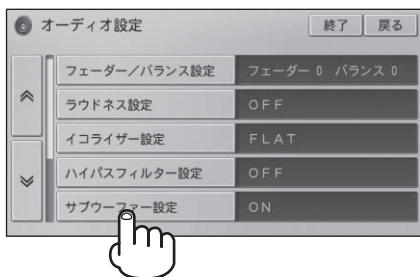 オーディオ設定 終了 戻る
フェーダー／バランス設定 フェーダー 0 バランス 0
ラウドネス設定 OFF
イコライザー設定 FLAT
ハイパスフィルター設定 OFF
サブウーファー設定 ON